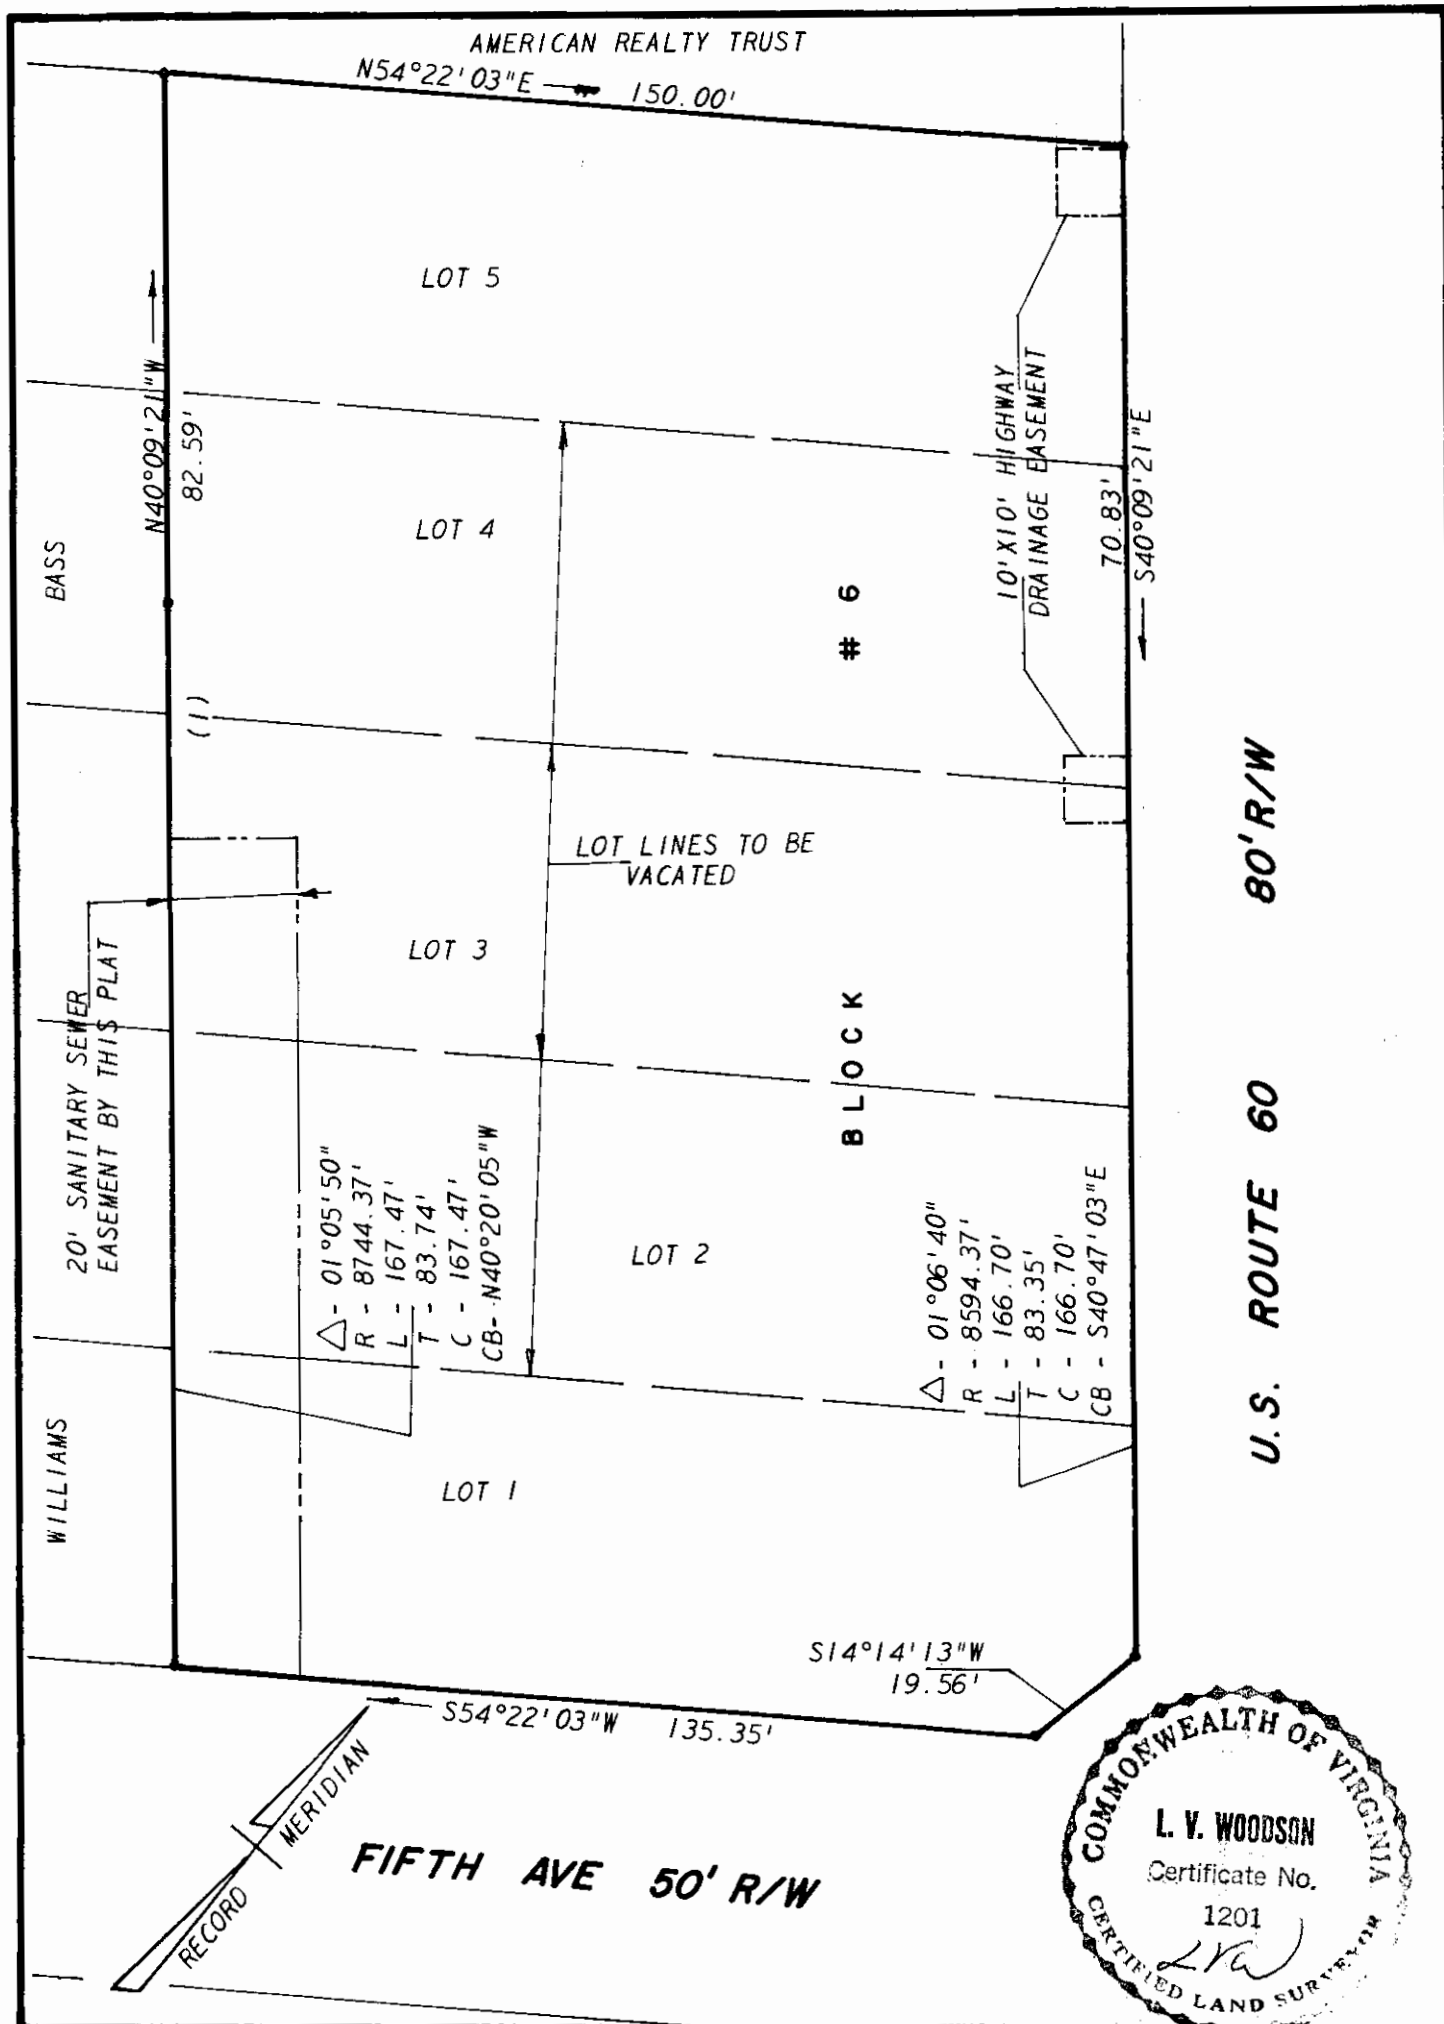 AMERICAN REALTY TRUST
N54°22'03"E 150.00'
LOT 5
N40°09'21"W
82.59'
BASS
LOT 4
10'X10' HIGHWAY
DRAINAGE EASEMENT
70.83'
S40°09'21"E
# 6
(1)
LOT LINES TO BE
VACATED
80' R/W
20' SANITARY SEWER
EASEMENT BY THIS PLAT
LOT 3
BLOCK
△ - 01°05'50"
R - 8744.37'
L - 167.47'
T - 83.74'
C - 167.47'
CB- N40°20'05"W
LOT 2
△ - 01°06'40"
R - 8594.37'
L - 166.70'
T - 83.35'
C - 166.70'
CB - S40°47'03"E
U.S. ROUTE 60
WILLIAMS
LOT 1
S14°14'13"W
19.56'
S54°22'03"W 135.35'
RECORD MERIDIAN
FIFTH AVE 50' R/W
COMMONWEALTH OF VIRGINIA
L. V. WOODSON
Certificate No.
1201
LVW
CERTIFIED LAND SURVEYOR